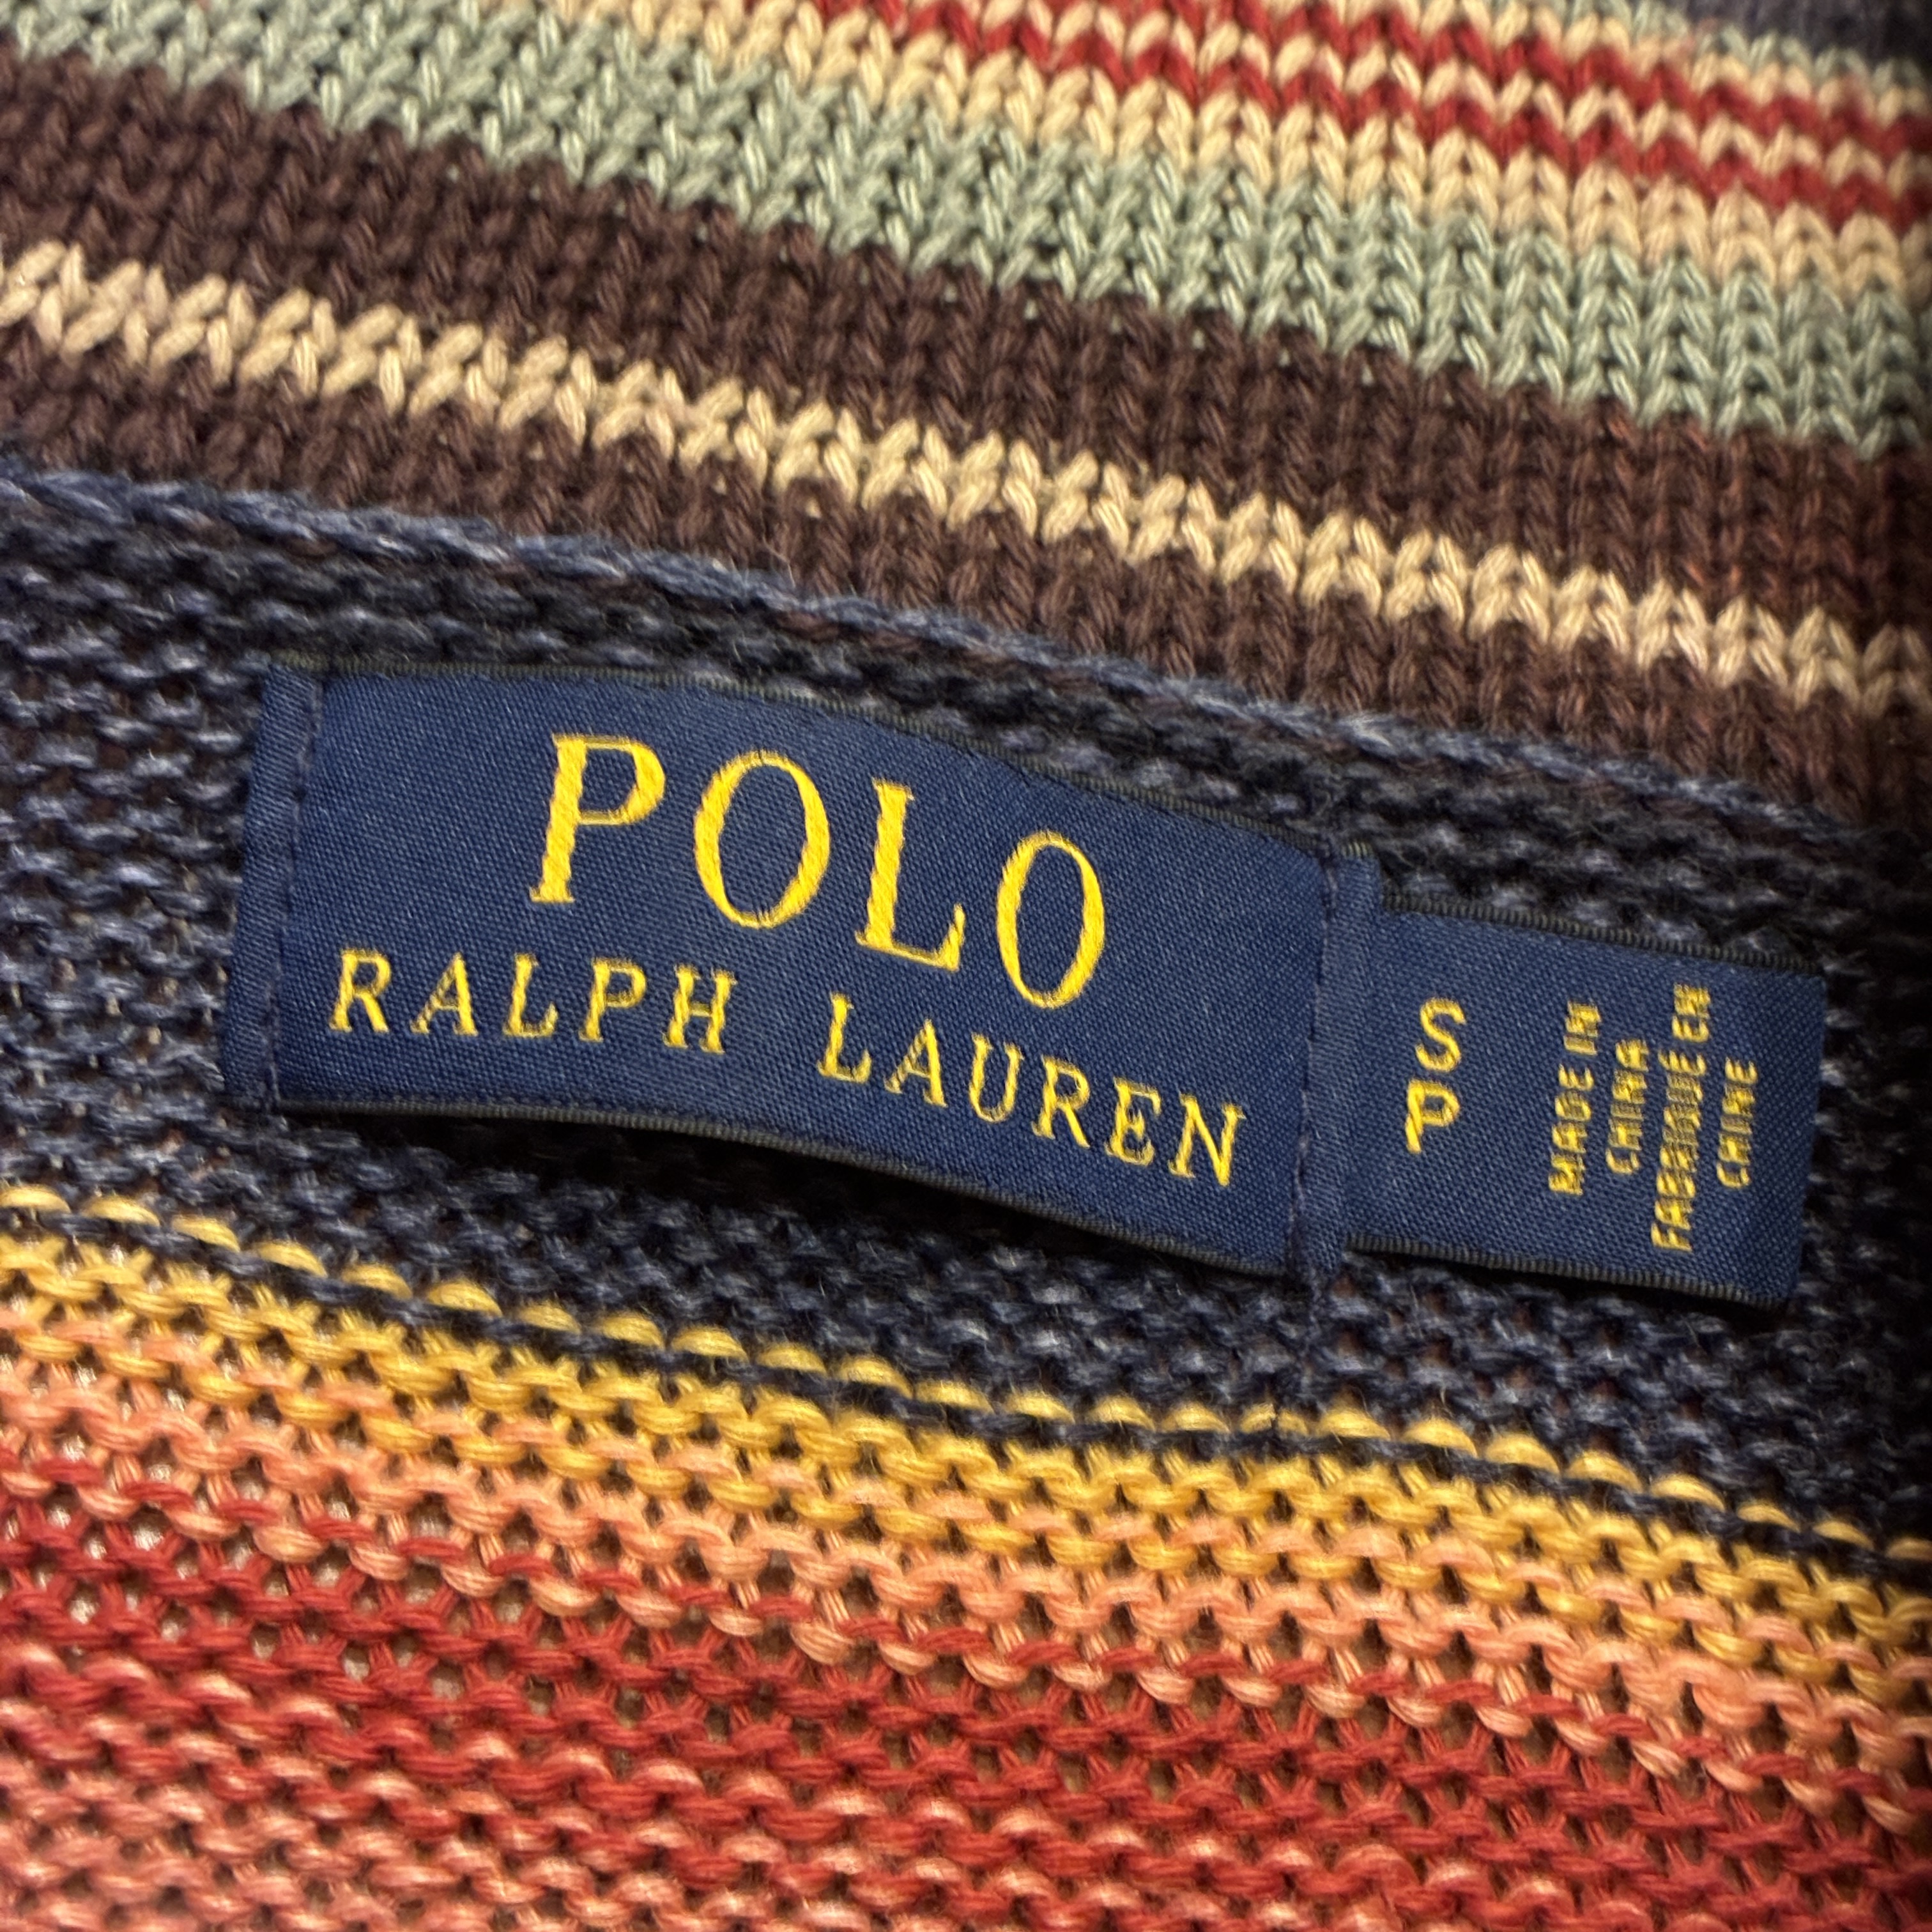 POLO
RALPH LAUREN
S
P
MADE IN
CHINA
FABRIQUÉ EN
CHINE